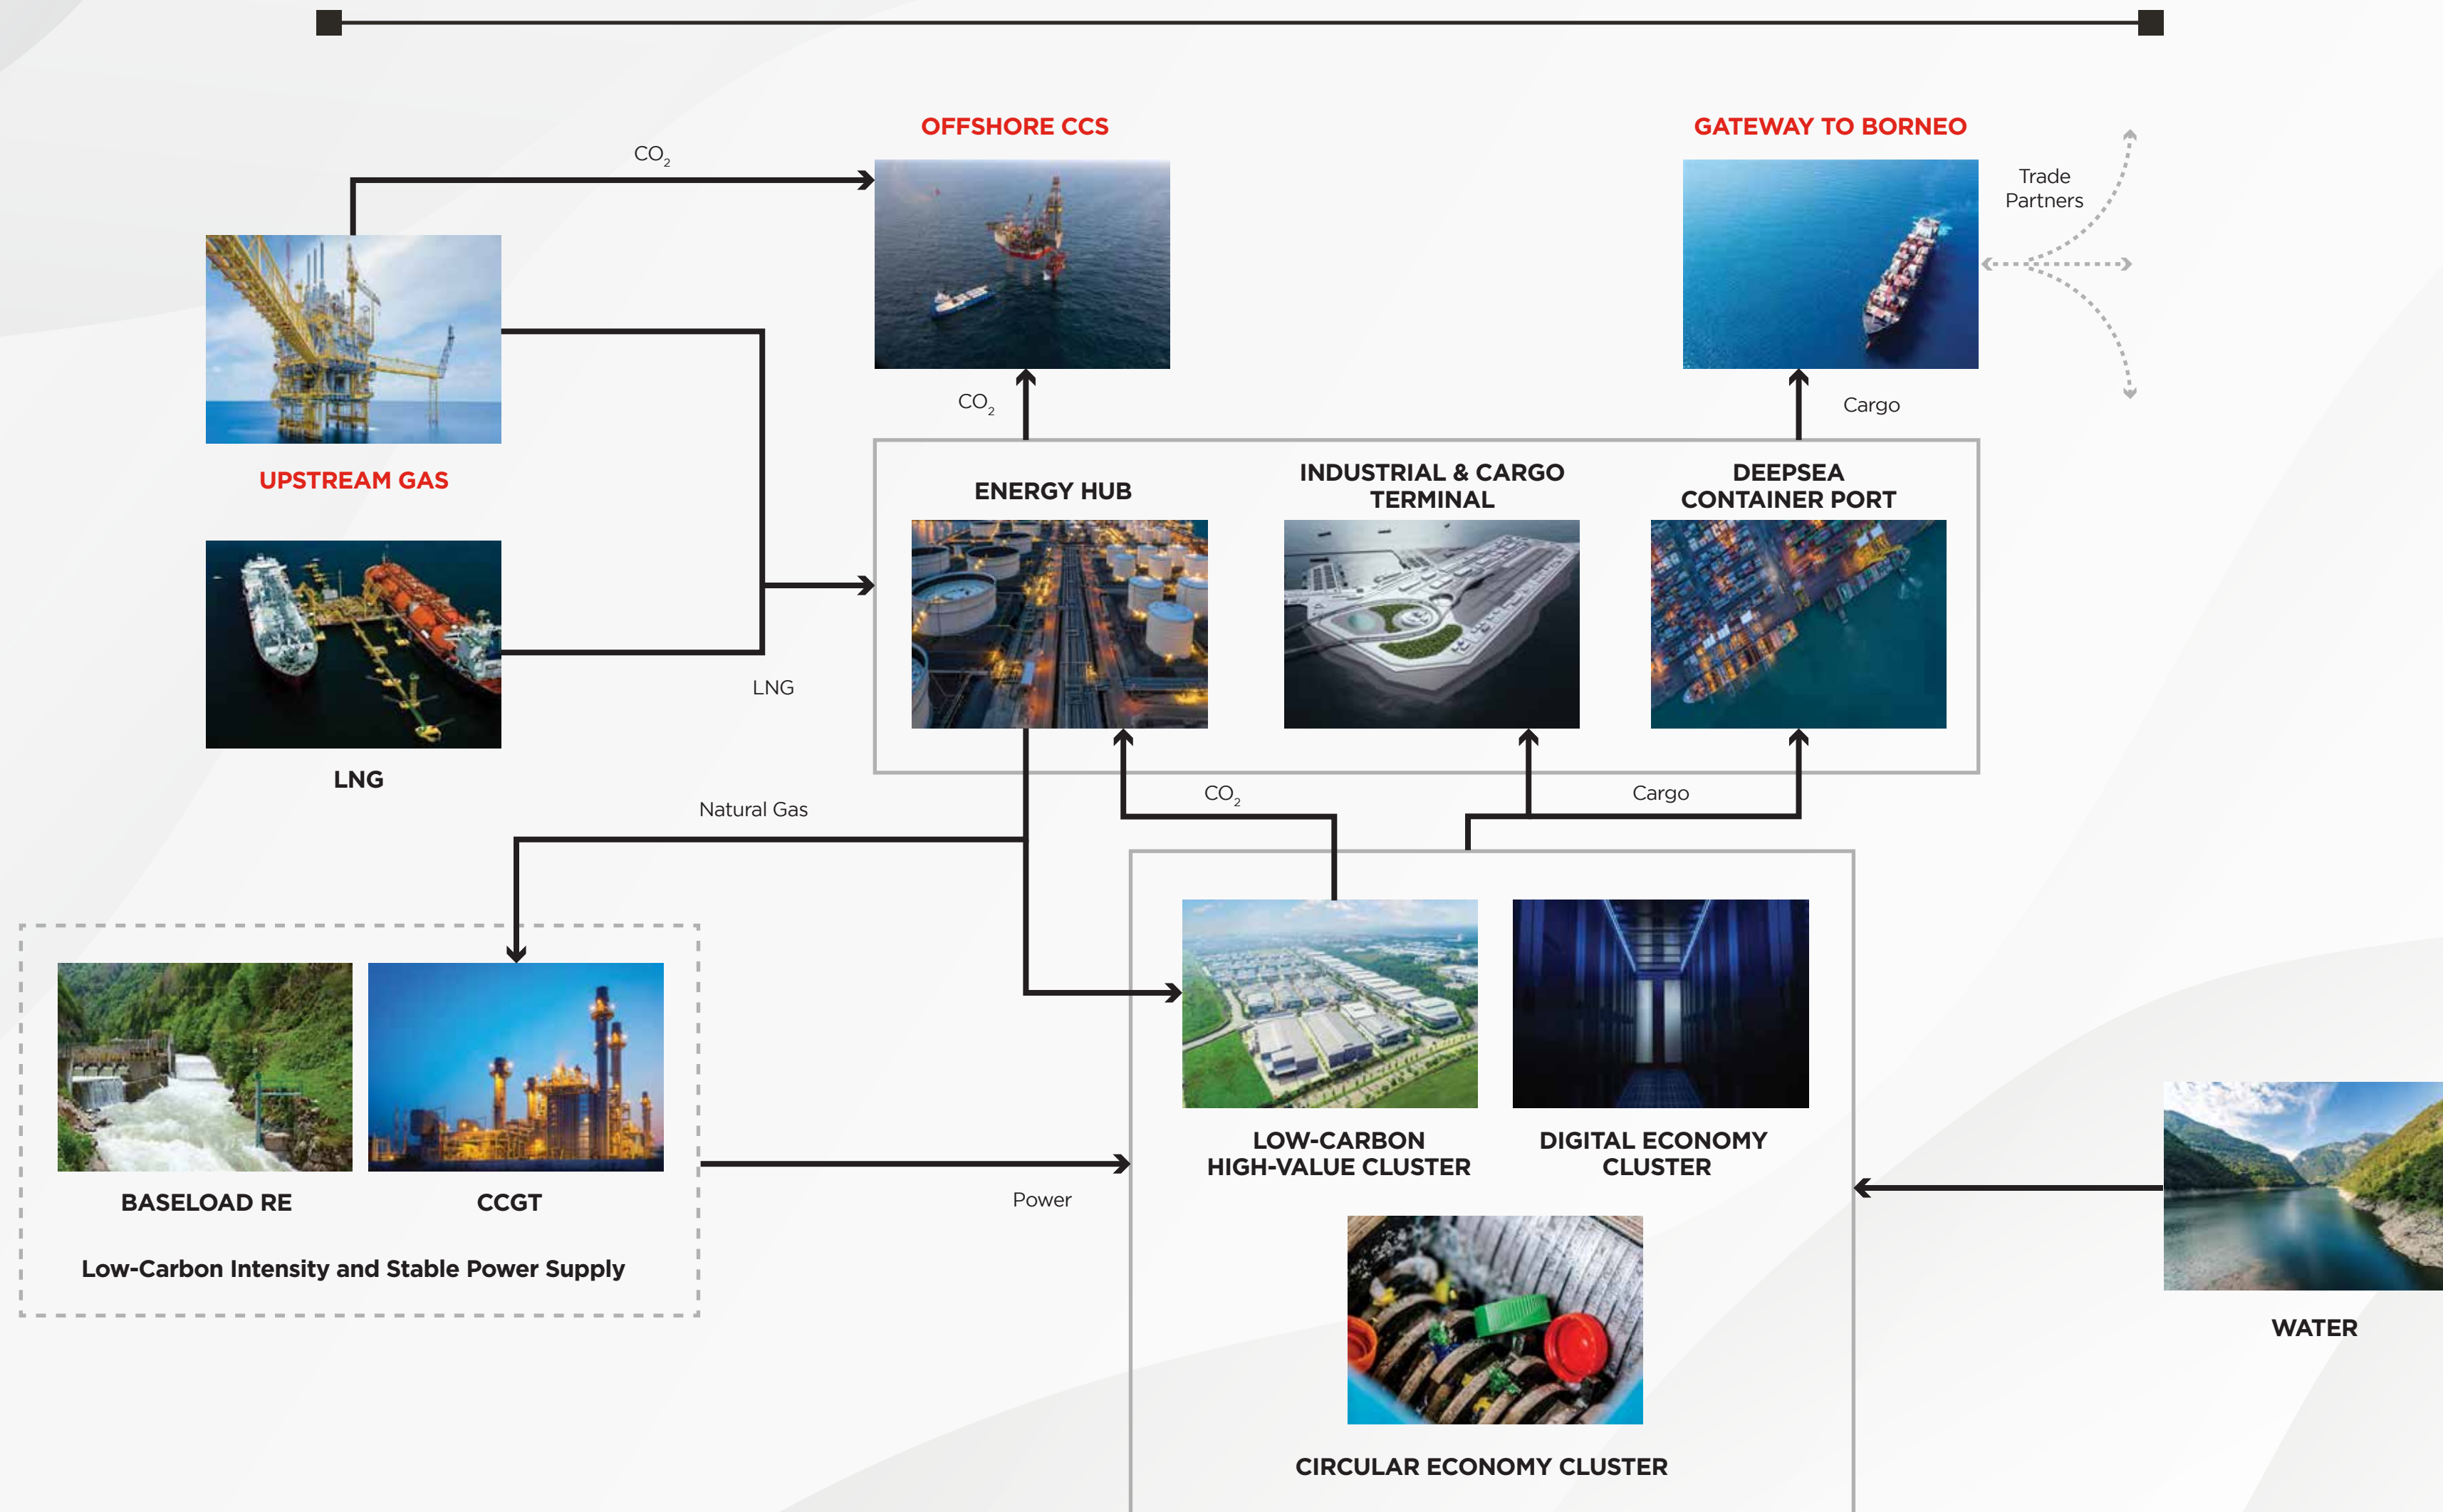 OFFSHORE CCS
GATEWAY TO BORNEO
CO₂
Trade
Partners
UPSTREAM GAS
CO₂
Cargo
ENERGY HUB
INDUSTRIAL & CARGO
TERMINAL
DEEPSEA
CONTAINER PORT
LNG
LNG
Natural Gas
CO₂
Cargo
BASELOAD RE
CCGT
Low-Carbon Intensity and Stable Power Supply
Power
LOW-CARBON
HIGH-VALUE CLUSTER
DIGITAL ECONOMY
CLUSTER
WATER
CIRCULAR ECONOMY CLUSTER